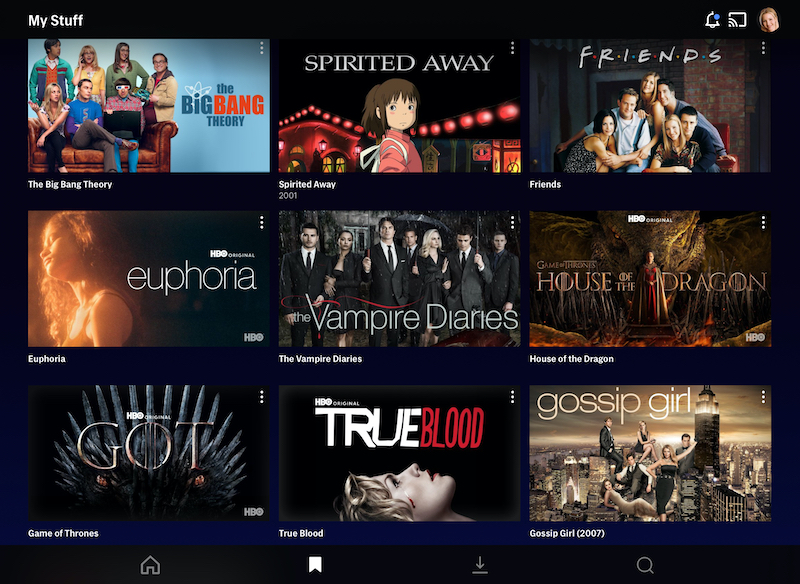 My Stuff
the
BIG BANG
THEORY
The Big Bang Theory
SPIRITED AWAY
Spirited Away
2001
F·R·I·E·N·D·S
Friends
HBO ORIGINAL
euphoria
HBO
Euphoria
the Vampire Diaries
The Vampire Diaries
HBO ORIGINAL
GAME OF THRONES
HOUSE OF THE DRAGON
HBO
House of the Dragon
HBO ORIGINAL
GOT
HBO
Game of Thrones
HBO ORIGINAL
TRUE BLOOD
True Blood
gossip girl
Gossip Girl (2007)